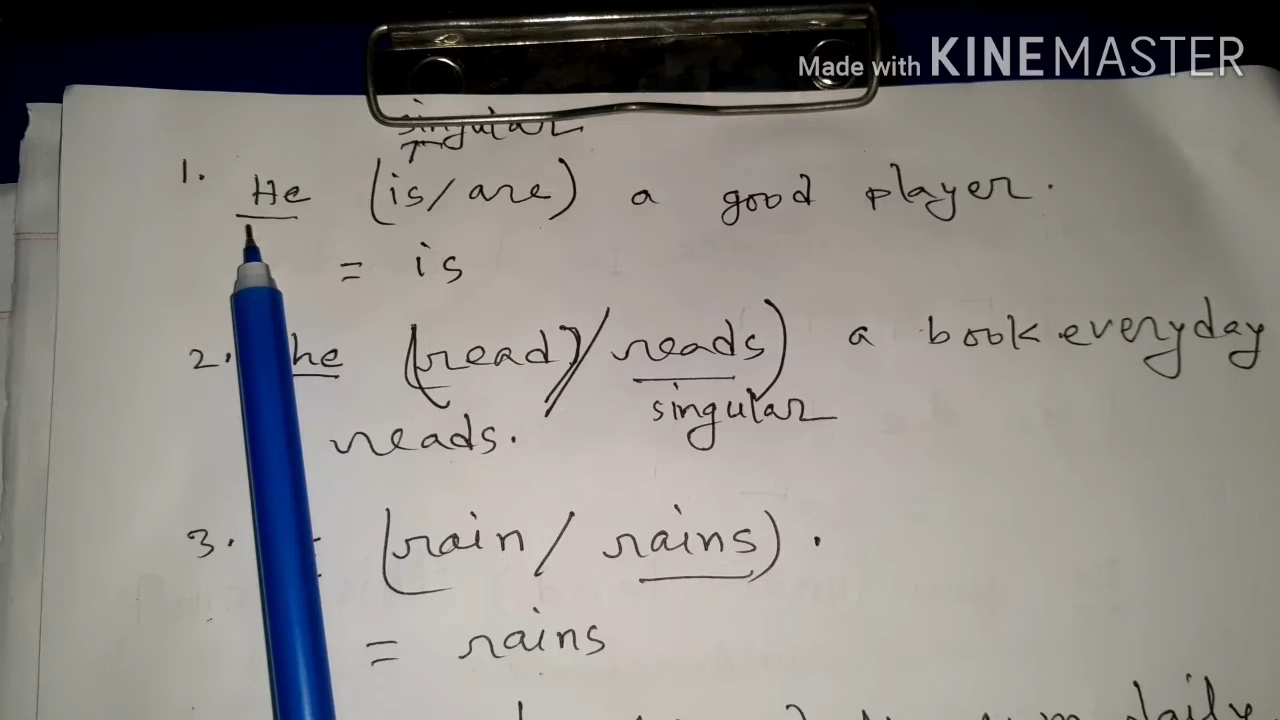 Made with KINEMASTER
singular
1. He (is/are) a good player.
= is
2. he (read)/reads) a book everyday
singular
reads.
3. (rain/rains).
= rains
daily